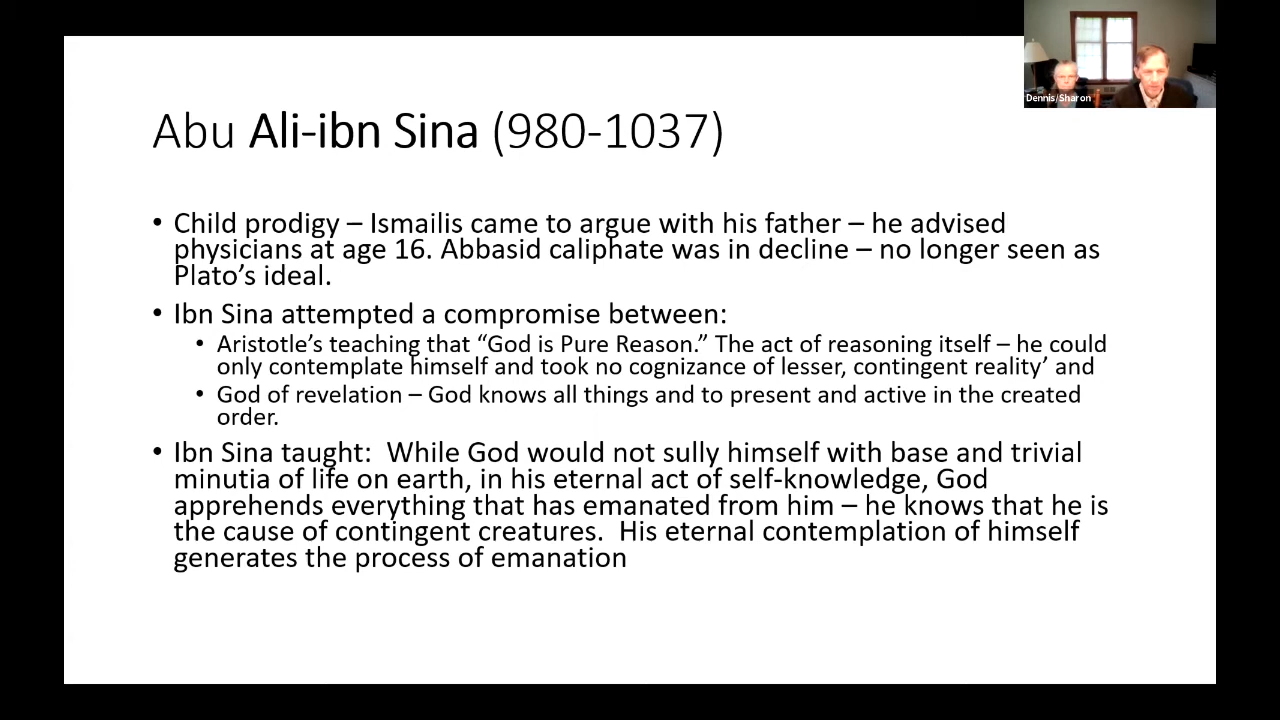 Dennis/Sharon
Abu Ali-ibn Sina (980-1037)
• Child prodigy – Ismailis came to argue with his father – he advised
physicians at age 16. Abbasid caliphate was in decline – no longer seen as
Plato’s ideal.
• Ibn Sina attempted a compromise between:
• Aristotle’s teaching that “God is Pure Reason.” The act of reasoning itself – he could
only contemplate himself and took no cognizance of lesser, contingent reality’ and
• God of revelation – God knows all things and to present and active in the created
order.
• Ibn Sina taught:  While God would not sully himself with base and trivial
minutia of life on earth, in his eternal act of self-knowledge, God
apprehends everything that has emanated from him – he knows that he is
the cause of contingent creatures.  His eternal contemplation of himself
generates the process of emanation